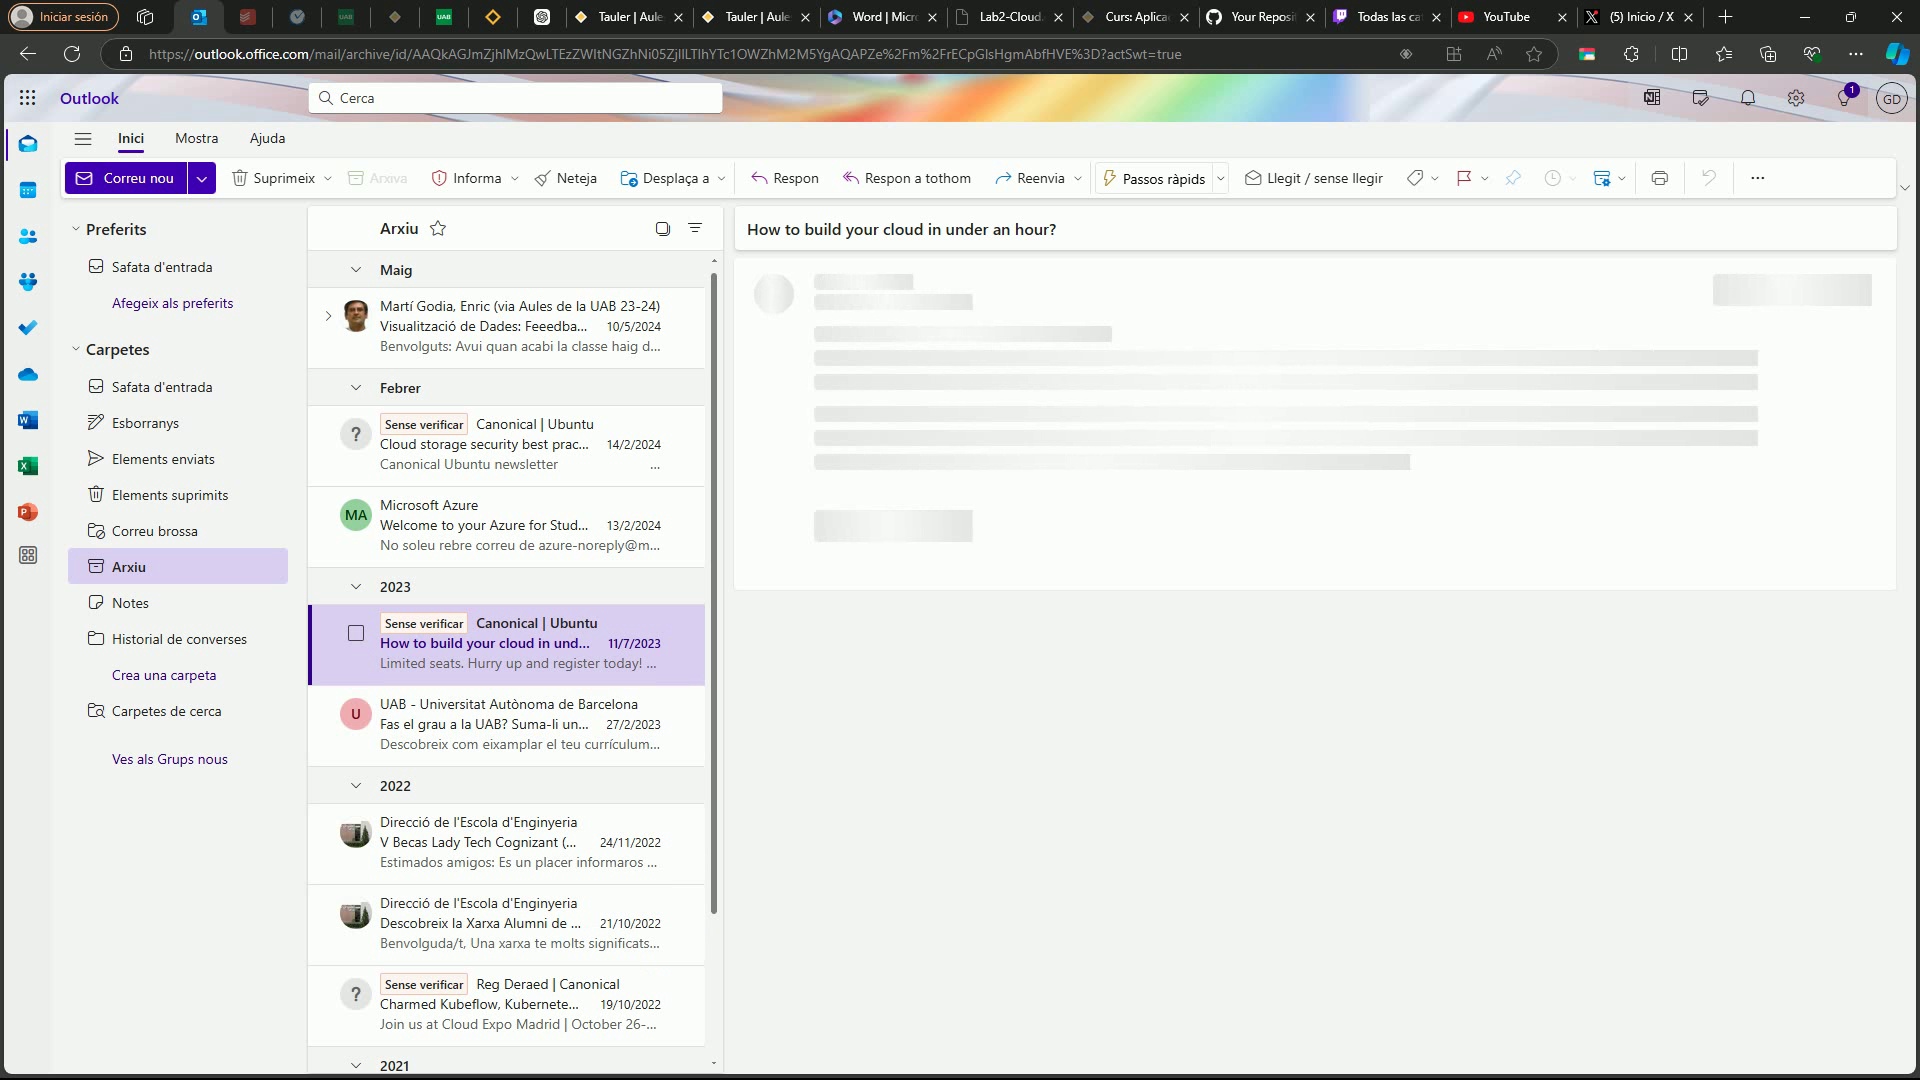 Iniciar sesión
Tauler | Aule
Tauler | Aule
Word | Micr
Lab2-Cloud
Curs: Aplica
Your Reposi
Todas las ca
YouTube
(5) Inicio / X
https://outlook.office.com/mail/archive/id/AAQkAGJmZjhlMzQwLTEzZWItNGZhNi05ZjllLTlhYTc1OWZhM2M5YgAQAPZe%2Fm%2FrECpGlsHgmAbfHVE%3D?actSwt=true
Outlook
Cerca
1
GD
Inici
Mostra
Ajuda
Correu nou
Suprimeix
Arxiva
Informa
Neteja
Desplaça a
Respon
Respon a tothom
Reenvia
Passos ràpids
Llegit / sense llegir
Preferits
Safata d'entrada
Afegeix als preferits
Carpetes
Safata d'entrada
Esborranys
Elements enviats
Elements suprimits
Correu brossa
Arxiu
Notes
Historial de converses
Crea una carpeta
Carpetes de cerca
Ves als Grups nous
Arxiu
Maig
Martí Godia, Enric (via Aules de la UAB 23-24)
Visualització de Dades: Feeedba... 10/5/2024
Benvolguts: Avui quan acabi la classe haig d...
Febrer
?
Sense verificar Canonical | Ubuntu
Cloud storage security best prac... 14/2/2024
Canonical Ubuntu newsletter ...
MA
Microsoft Azure
Welcome to your Azure for Stud... 13/2/2024
No soleu rebre correu de azure-noreply@m...
2023
Sense verificar Canonical | Ubuntu
How to build your cloud in und... 11/7/2023
Limited seats. Hurry up and register today! ...
U
UAB - Universitat Autònoma de Barcelona
Fas el grau a la UAB? Suma-li un... 27/2/2023
Descobreix com eixamplar el teu currículum...
2022
Direcció de l'Escola d'Enginyeria
V Becas Lady Tech Cognizant (... 24/11/2022
Estimados amigos: Es un placer informaros ...
Direcció de l'Escola d'Enginyeria
Descobreix la Xarxa Alumni de ... 21/10/2022
Benvolguda/t, Una xarxa te molts significats...
?
Sense verificar Reg Deraed | Canonical
Charmed Kubeflow, Kubernete... 19/10/2022
Join us at Cloud Expo Madrid | October 26-...
2021
How to build your cloud in under an hour?